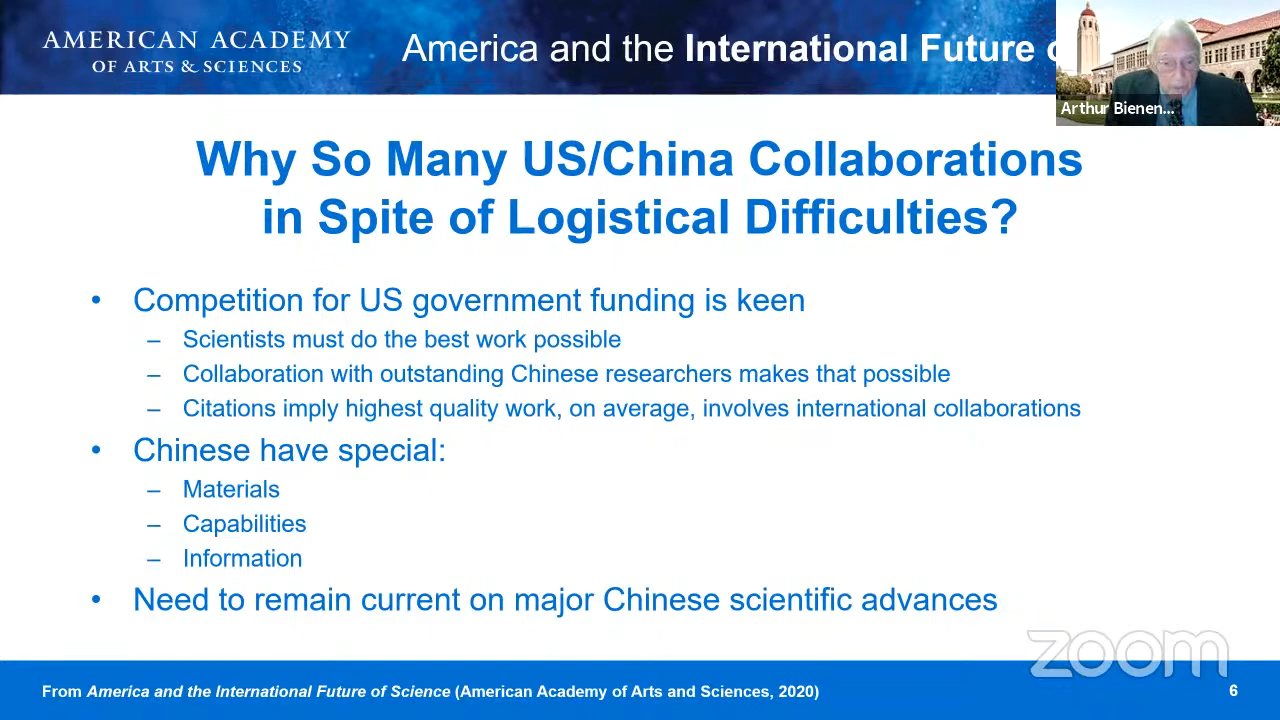 AMERICAN ACADEMY
OF ARTS & SCIENCES
America and the International Future
Arthur Bienen...
Why So Many US/China Collaborations
in Spite of Logistical Difficulties?
• Competition for US government funding is keen
– Scientists must do the best work possible
– Collaboration with outstanding Chinese researchers makes that possible
– Citations imply highest quality work, on average, involves international collaborations
• Chinese have special:
– Materials
– Capabilities
– Information
• Need to remain current on major Chinese scientific advances
zoom
From America and the International Future of Science (American Academy of Arts and Sciences, 2020)
6